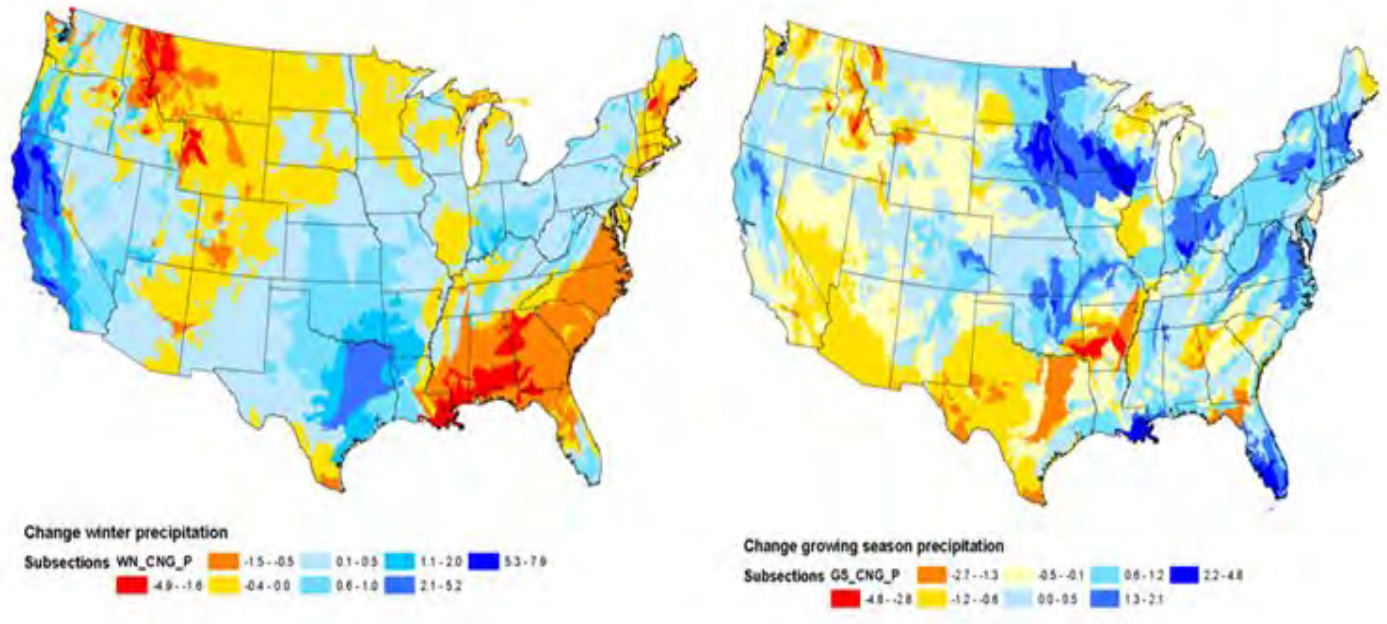 Change winter precipitation
Subsections WN_CNG_P -1.5 - -0.5 0.1 - 0.5 1.1 - 2.0 5.3 - 7.9
-4.9 - -1.6 -0.4 - 0.0 0.6 - 1.0 2.1 - 5.2
Change growing season precipitation
Subsections GS_CNG_P -2.7 - -1.3 -0.5 - -0.1 0.6 - 1.2 2.2 - 4.8
-4.8 - -2.8 -1.2 - -0.6 0.0 - 0.5 1.3 - 2.1